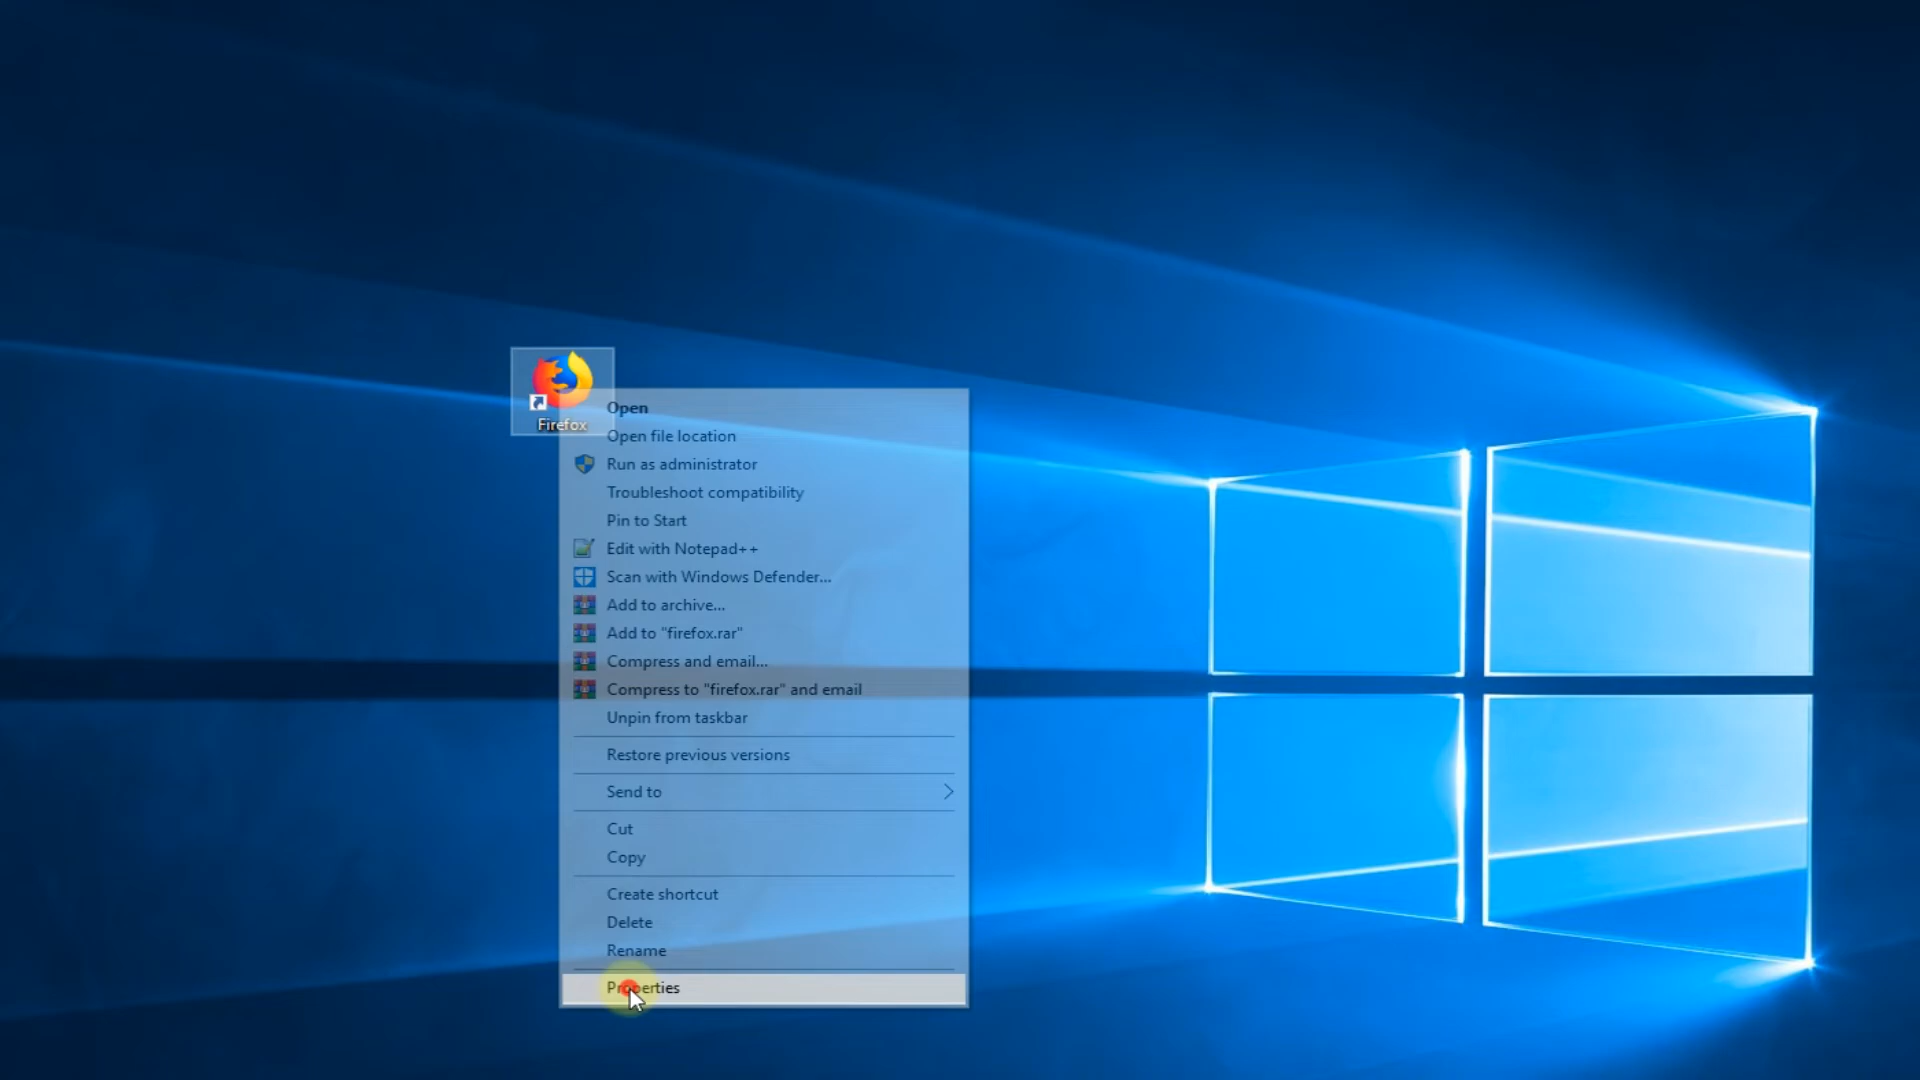 Firefox
Open
Open file location
Run as administrator
Troubleshoot compatibility
Pin to Start
Edit with Notepad++
Scan with Windows Defender...
Add to archive...
Add to "firefox.rar"
Compress and email...
Compress to "firefox.rar" and email
Unpin from taskbar
Restore previous versions
Send to
Cut
Copy
Create shortcut
Delete
Rename
Properties